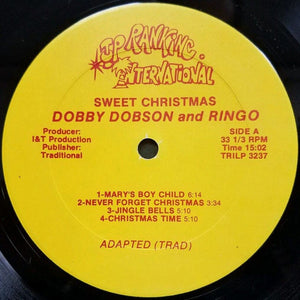 TOP RANKING
INTERNATIONAL
SWEET CHRISTMAS
DOBBY DOBSON and RINGO
Producer: SIDE A
I&T Production 33 1/3 RPM
Publisher: Time 15:02
Traditional TRILP 3237
1-MARY'S BOY CHILD 6:14
2-NEVER FORGET CHRISTMAS 3:34
3-JINGLE BELLS 5:10
4-CHRISTMAS TIME 5:10
ADAPTED (TRAD)